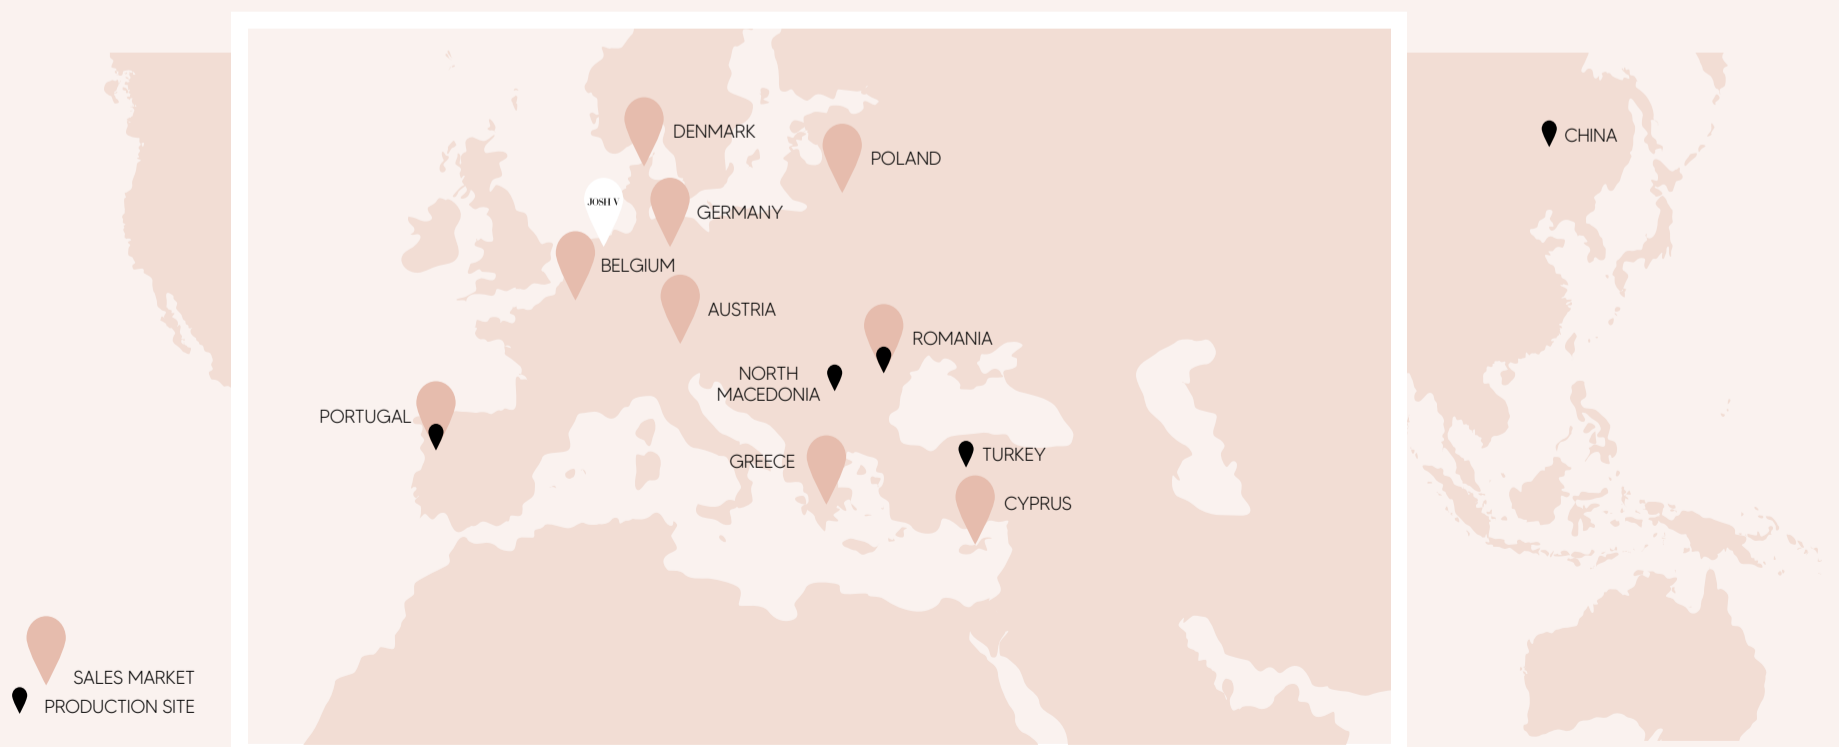 DENMARK
CHINA
POLAND
JOSH V
GERMANY
BELGIUM
AUSTRIA
ROMANIA
NORTH
MACEDONIA
PORTUGAL
GREECE
TURKEY
CYPRUS
SALES MARKET
PRODUCTION SITE